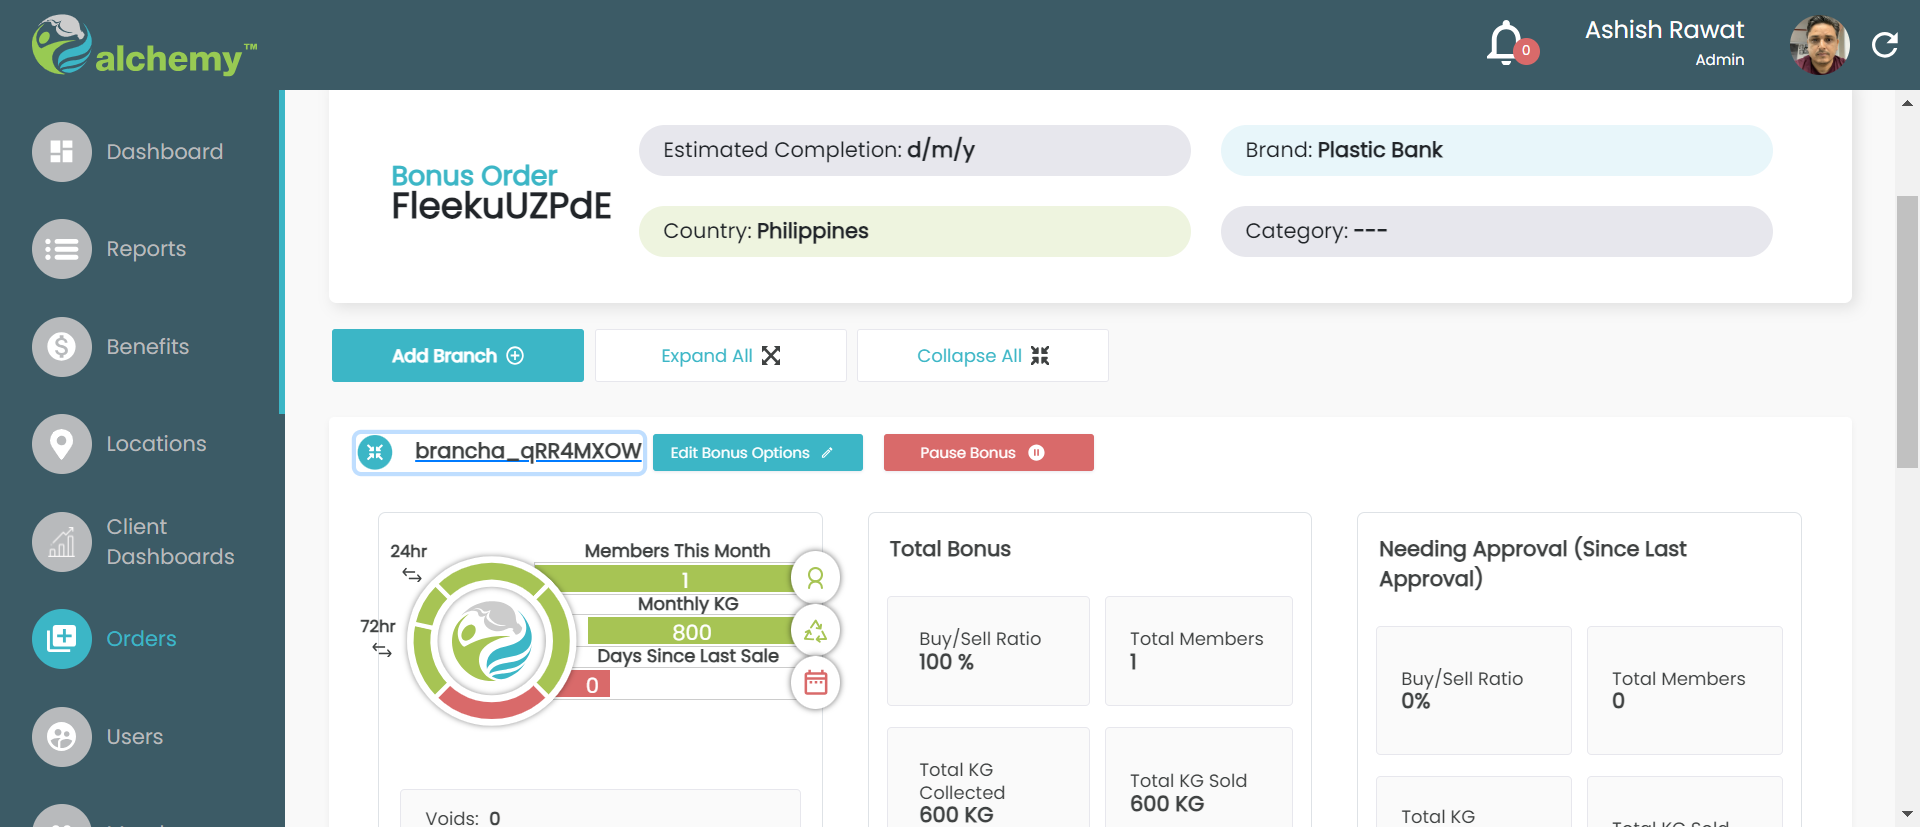 alchemy™
0
Ashish Rawat
Admin
Dashboard
Reports
Benefits
Locations
Client
Dashboards
Orders
Users
Bonus Order
FleekuUZPdE
Estimated Completion: d/m/y
Brand: Plastic Bank
Country: Philippines
Category: ---
Add Branch
Expand All
Collapse All
brancha_qRR4MXOW
Edit Bonus Options
Pause Bonus
24hr
72hr
Members This Month
1
Monthly KG
800
Days Since Last Sale
0
Voids: 0
Total Bonus
Buy/Sell Ratio
100 %
Total Members
1
Total KG
Collected
600 KG
Total KG Sold
600 KG
Needing Approval (Since Last
Approval)
Buy/Sell Ratio
0%
Total Members
0
Total KG
Total KG Sold